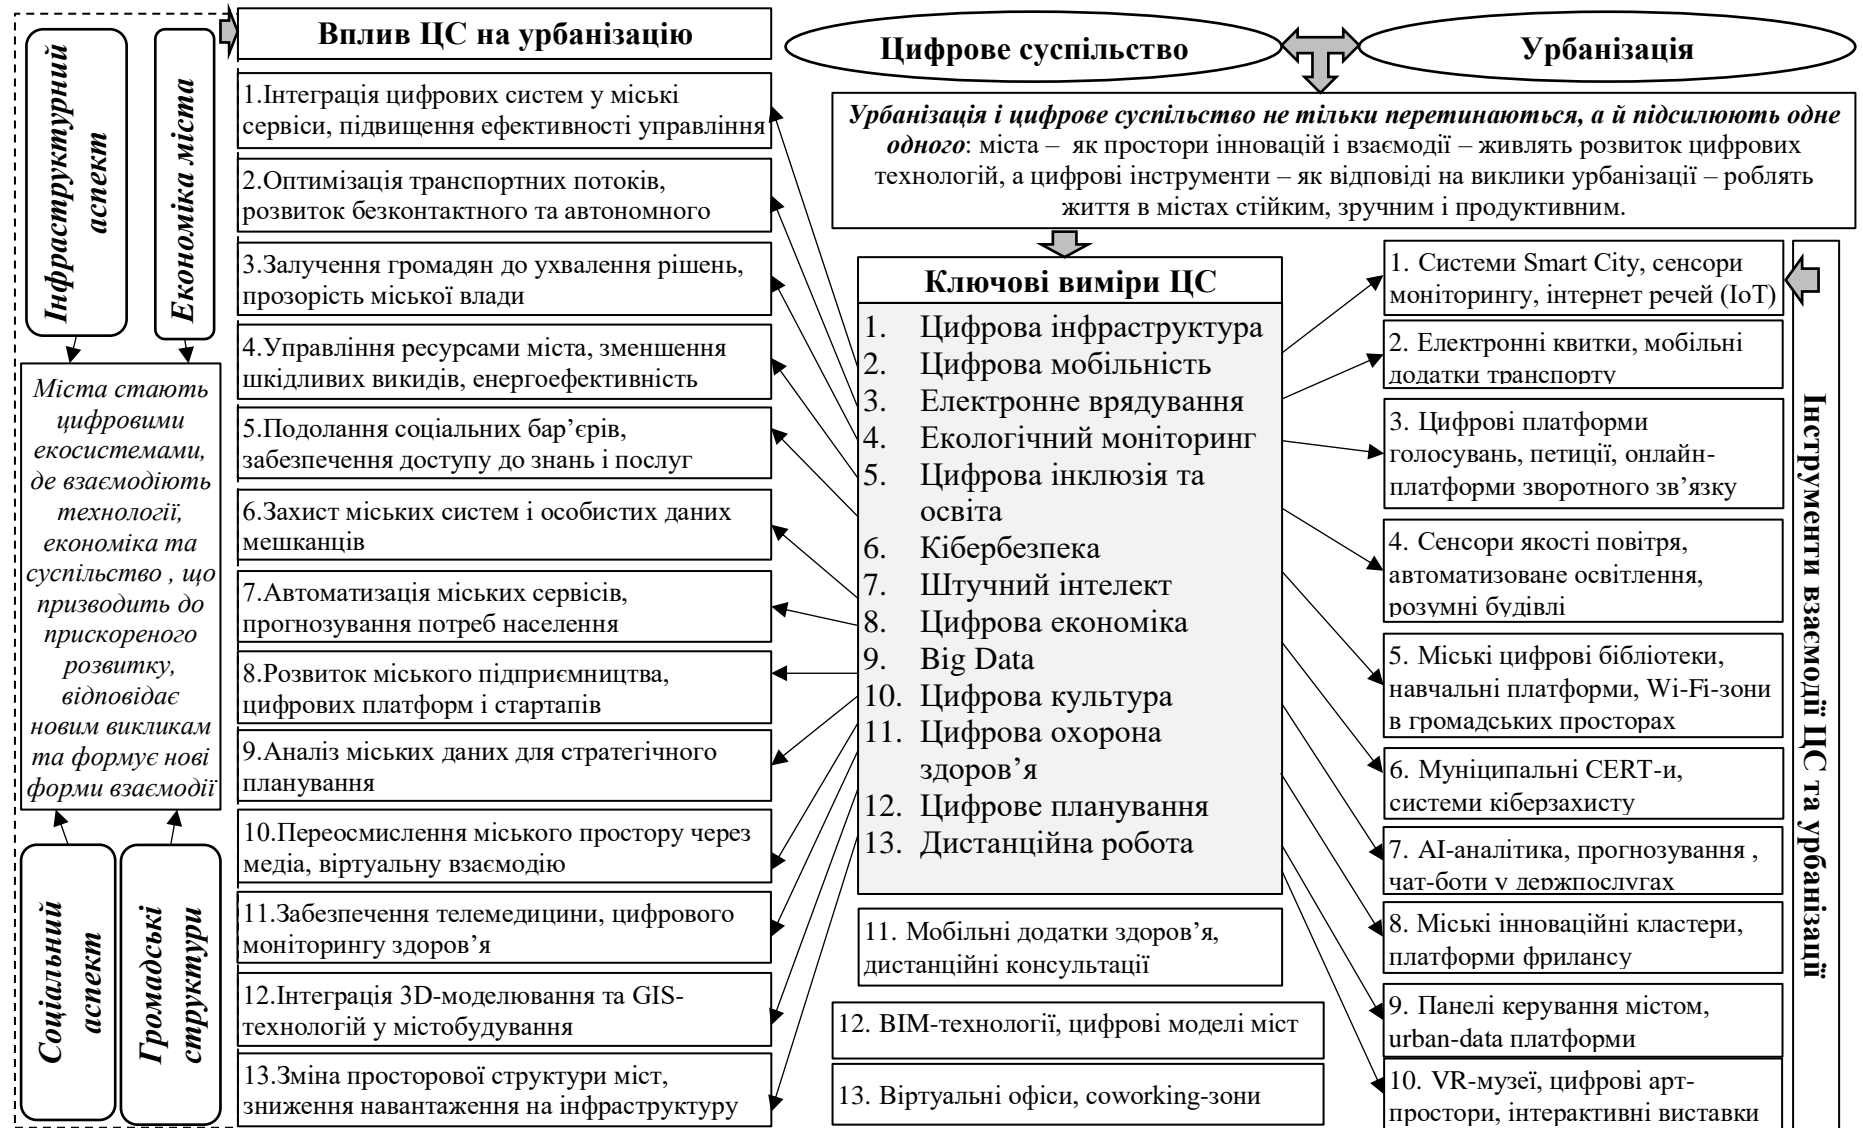 Інфраструктурний
аспект
Економіка міста
Міста стають
цифровими
екосистемами,
де взаємодіють
технології,
економіка та
суспільство , що
призводить до
прискореного
розвитку,
відповідає
новим викликам
та формує нові
форми взаємодії
Соціальний
аспект
Громадські
структури
Вплив ЦС на урбанізацію
1.Інтеграція цифрових систем у міські
сервіси, підвищення ефективності управління
2.Оптимізація транспортних потоків,
розвиток безконтактного та автономного
3.Залучення громадян до ухвалення рішень,
прозорість міської влади
4.Управління ресурсами міста, зменшення
шкідливих викидів, енергоефективність
5.Подолання соціальних бар’єрів,
забезпечення доступу до знань і послуг
6.Захист міських систем і особистих даних
мешканців
7.Автоматизація міських сервісів,
прогнозування потреб населення
8.Розвиток міського підприємництва,
цифрових платформ і стартапів
9.Аналіз міських даних для стратегічного
планування
10.Переосмислення міського простору через
медіа, віртуальну взаємодію
11.Забезпечення телемедицини, цифрового
моніторингу здоров’я
12.Інтеграція 3D-моделювання та GIS-
технологій у містобудування
13.Зміна просторової структури міст,
зниження навантаження на інфраструктуру
Цифрове суспільство
Урбанізація
Урбанізація і цифрове суспільство не тільки перетинаються, а й підсилюють одне
одного: міста – як простори інновацій і взаємодії – живлять розвиток цифрових
технологій, а цифрові інструменти – як відповіді на виклики урбанізації – роблять
життя в містах стійким, зручним і продуктивним.
Ключові виміри ЦС
1. Цифрова інфраструктура
2. Цифрова мобільність
3. Електронне врядування
4. Екологічний моніторинг
5. Цифрова інклюзія та
освіта
6. Кібербезпека
7. Штучний інтелект
8. Цифрова економіка
9. Big Data
10. Цифрова культура
11. Цифрова охорона
здоров’я
12. Цифрове планування
13. Дистанційна робота
11. Мобільні додатки здоров’я,
дистанційні консультації
12. BIM-технології, цифрові моделі міст
13. Віртуальні офіси, coworking-зони
1. Системи Smart City, сенсори
моніторингу, інтернет речей (IoT)
2. Електронні квитки, мобільні
додатки транспорту
3. Цифрові платформи
голосувань, петиції, онлайн-
платформи зворотного зв’язку
4. Сенсори якості повітря,
автоматизоване освітлення,
розумні будівлі
5. Міські цифрові бібліотеки,
навчальні платформи, Wi-Fi-зони
в громадських просторах
6. Муніципальні CERT-и,
системи кіберзахисту
7. AI-аналітика, прогнозування ,
чат-боти у держпослугах
8. Міські інноваційні кластери,
платформи фрилансу
9. Панелі керування містом,
urban-data платформи
10. VR-музеї, цифрові арт-
простори, інтерактивні виставки
Інструменти взаємодії ЦС та урбанізації